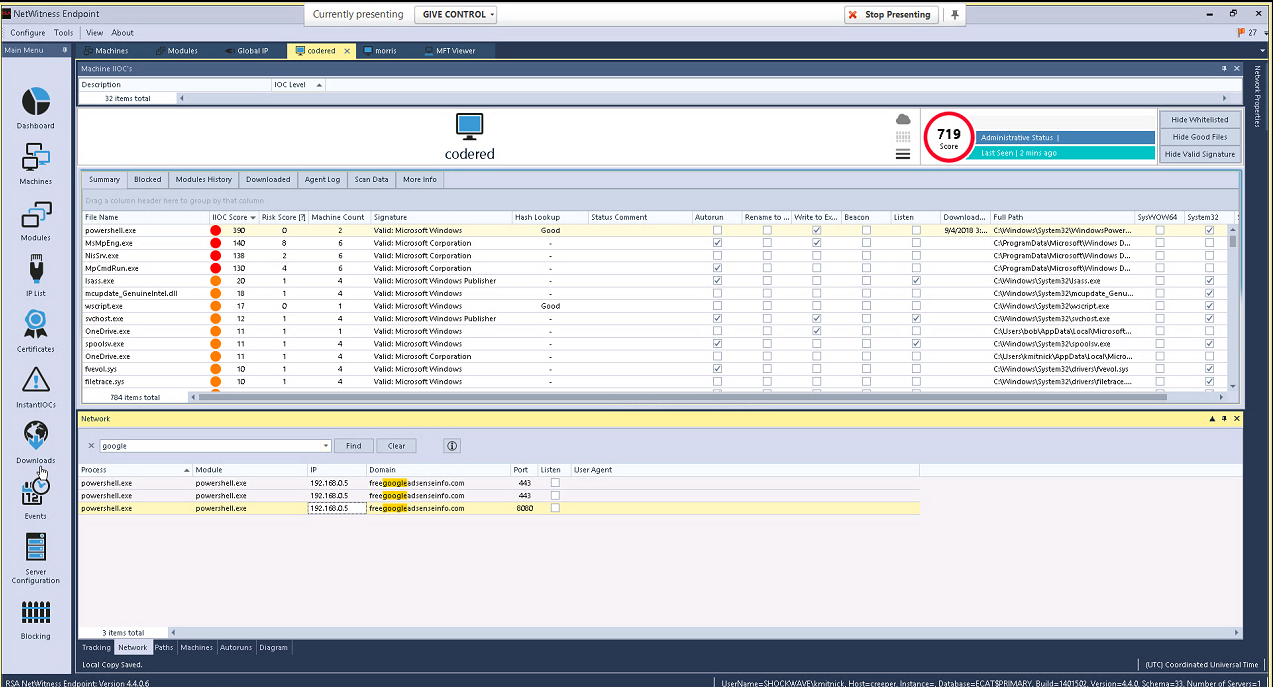 NetWitness Endpoint
Currently presenting GIVE CONTROL Stop Presenting
Configure Tools View About 27
Main Menu Machines Modules Global IP codered morris MFT Viewer
Machine IIOC's
Description IOC Level
32 items total
codered
719
Score
Administrative Status |
Last Seen | 2 mins ago
Hide Whitelisted
Hide Good Files
Hide Valid Signature
Network Properties
Dashboard
Machines
Modules
IP List
Certificates
InstantIOCs
Downloads
Events
Server
Configuration
Blocking
Summary Blocked Modules History Downloaded Agent Log Scan Data More Info
Drag a column header here to group by that column
File Name IIOC Score Risk Score [?] Machine Count Signature Hash Lookup Status Comment Autorun Rename to ... Write to Ex... Beacon Listen Download... Full Path SysWOW64 System32
powershell.exe 390 0 2 Valid: Microsoft Windows Good 9/4/2018 3:... C:\Windows\System32\WindowsPower...
MsMpEng.exe 140 8 6 Valid: Microsoft Corporation - C:\ProgramData\Microsoft\Windows D...
NisSrv.exe 138 2 6 Valid: Microsoft Corporation - C:\ProgramData\Microsoft\Windows D...
MpCmdRun.exe 130 4 6 Valid: Microsoft Corporation - C:\ProgramData\Microsoft\Windows D...
lsass.exe 20 1 4 Valid: Microsoft Windows Publisher - C:\Windows\System32\lsass.exe
mcupdate_GenuineIntel.dll 18 1 4 Valid: Microsoft Windows - C:\Windows\System32\mcupdate_Genu...
wscript.exe 17 0 1 Valid: Microsoft Windows Good C:\Windows\System32\wscript.exe
svchost.exe 12 1 4 Valid: Microsoft Windows Publisher - C:\Windows\System32\svchost.exe
OneDrive.exe 11 1 1 Valid: Microsoft Windows - C:\Users\bob\AppData\Local\Microsoft...
spoolsv.exe 11 1 4 Valid: Microsoft Windows - C:\Windows\System32\spoolsv.exe
OneDrive.exe 11 1 4 Valid: Microsoft Corporation - C:\Users\kmitnick\AppData\Local\Micro...
fvevol.sys 10 1 4 Valid: Microsoft Windows - C:\Windows\System32\drivers\fvevol.sys
filetrace.sys 10 1 4 Valid: Microsoft Windows - C:\Windows\System32\drivers\filetrace....
784 items total
Network
google Find Clear
Process Module IP Domain Port Listen User Agent
powershell.exe powershell.exe 192.168.0.5 freegoogleadsenseinfo.com 443
powershell.exe powershell.exe 192.168.0.5 freegoogleadsenseinfo.com 443
powershell.exe powershell.exe 192.168.0.5 freegoogleadsenseinfo.com 8080
3 items total
Tracking Network Paths Machines Autoruns Diagram
Local Copy Saved. (UTC) Coordinated Universal Time
RSA NetWitness Endpoint: Version 4.4.0.6 UserName=SHOCKWAVE\kmitnick, Host=creeper, Instance=, Database=ECAT$PRIMARY, Build=1401502, Version=4.4.0, Schema=33, Number of Servers=1